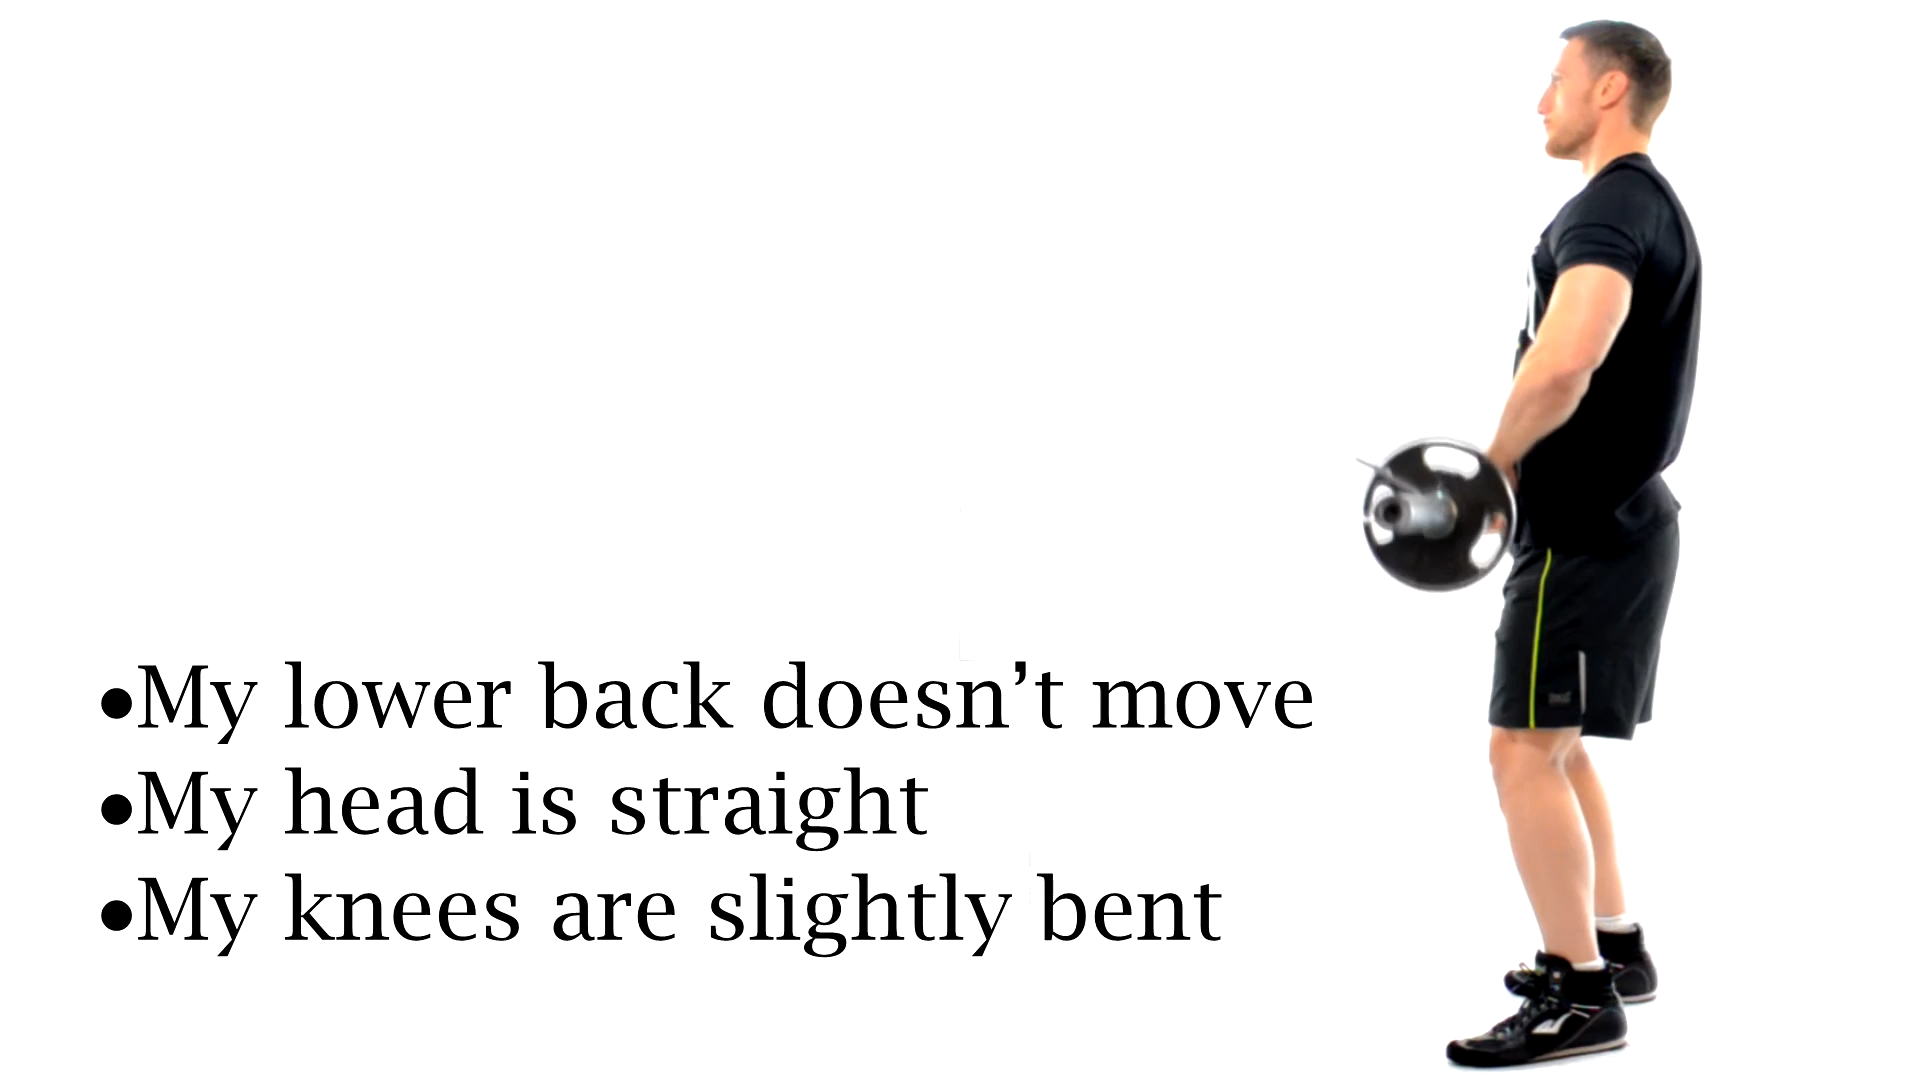 •My lower back doesn’t move
•My head is straight
•My knees are slightly bent